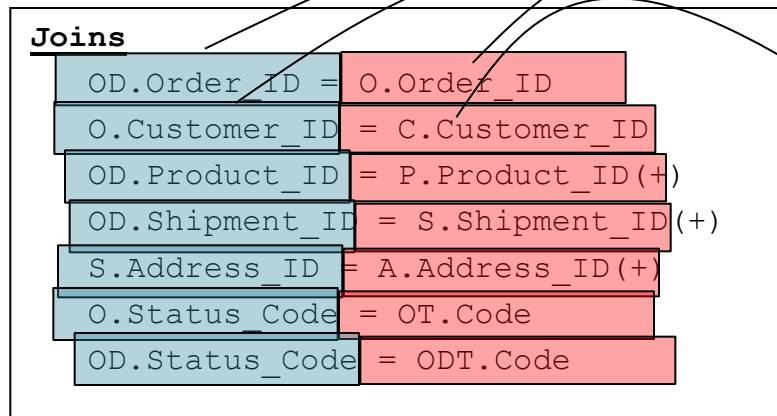 Joins
OD.Order_ID = O.Order_ID
O.Customer_ID = C.Customer_ID
OD.Product_ID = P.Product_ID(+)
OD.Shipment_ID = S.Shipment_ID(+)
S.Address_ID = A.Address_ID(+)
O.Status_Code = OT.Code
OD.Status_Code = ODT.Code